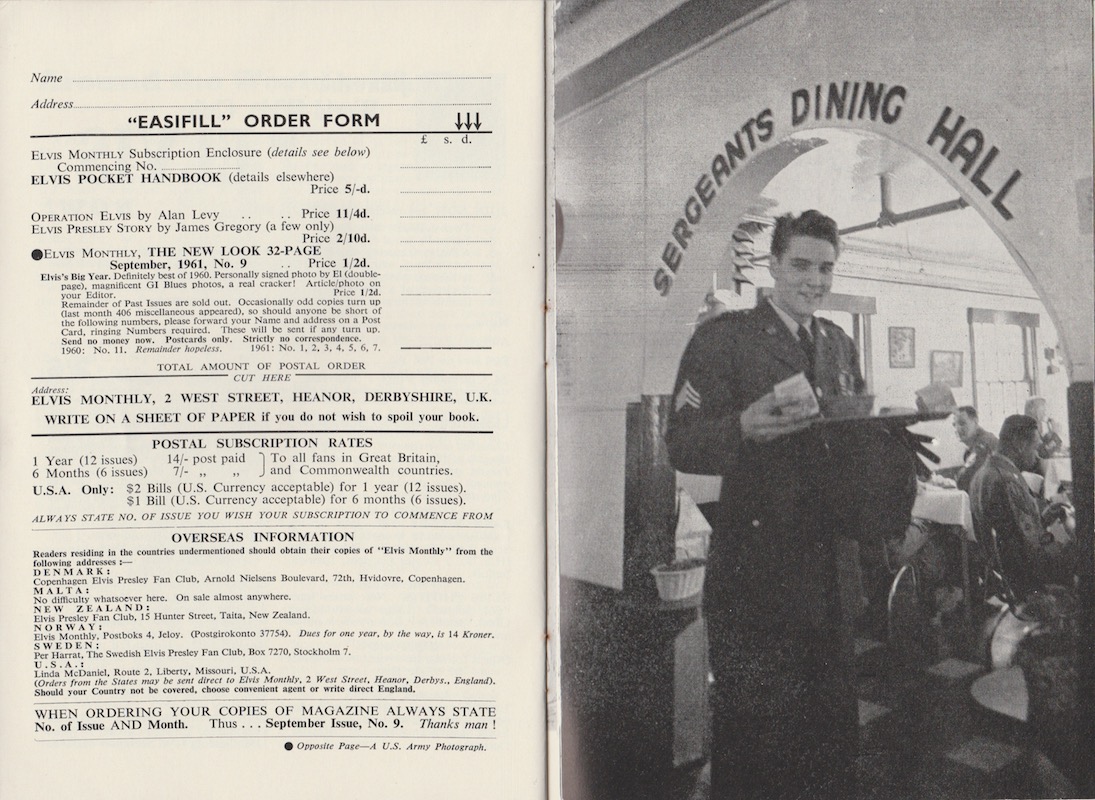 Name
Address
"EASIFILL" ORDER FORM ↓↓↓
£ s. d.
ELVIS MONTHLY Subscription Enclosure (details see below)
Commencing No.
ELVIS POCKET HANDBOOK (details elsewhere)
Price 5/-d.
OPERATION ELVIS by Alan Levy .. .. Price 11/4d.
ELVIS PRESLEY STORY by James Gregory (a few only)
Price 2/10d.
●ELVIS MONTHLY, THE NEW LOOK 32-PAGE
September, 1961, No. 9 .. Price 1/2d.
Elvis's Big Year. Definitely best of 1960. Personally signed photo by El (double-
page), magnificent GI Blues photos, a real cracker! Article/photo on
your Editor. Price 1/2d.
Remainder of Past Issues are sold out. Occasionally odd copies turn up
(last month 406 miscellaneous appeared), so should anyone be short of
the following numbers, please forward your Name and address on a Post
Card, ringing Numbers required. These will be sent if any turn up.
Send no money now. Postcards only. Strictly no correspondence.
1960: No. 11. Remainder hopeless. 1961: No. 1, 2, 3, 4, 5, 6, 7.
TOTAL AMOUNT OF POSTAL ORDER
CUT HERE
Address:
ELVIS MONTHLY, 2 WEST STREET, HEANOR, DERBYSHIRE, U.K.
WRITE ON A SHEET OF PAPER if you do not wish to spoil your book.
POSTAL SUBSCRIPTION RATES
1 Year (12 issues) 14/- post paid } To all fans in Great Britain,
6 Months (6 issues) 7/- „ „ } and Commonwealth countries.
U.S.A. Only: $2 Bills (U.S. Currency acceptable) for 1 year (12 issues).
$1 Bill (U.S. Currency acceptable) for 6 months (6 issues).
ALWAYS STATE NO. OF ISSUE YOU WISH YOUR SUBSCRIPTION TO COMMENCE FROM
OVERSEAS INFORMATION
Readers residing in the countries undermentioned should obtain their copies of "Elvis Monthly" from the
following addresses :—
DENMARK:
Copenhagen Elvis Presley Fan Club, Arnold Nielsens Boulevard, 72th, Hvidovre, Copenhagen.
MALTA:
No difficulty whatsoever here. On sale almost anywhere.
NEW ZEALAND:
Elvis Presley Fan Club, 15 Hunter Street, Taita, New Zealand.
NORWAY:
Elvis Monthly, Postboks 4, Jeloy. (Postgirokonto 37754). Dues for one year, by the way, is 14 Kroner.
SWEDEN:
Per Harrat, The Swedish Elvis Presley Fan Club, Box 7270, Stockholm 7.
U.S.A.:
Linda McDaniel, Route 2, Liberty, Missouri, U.S.A.
(Orders from the States may be sent direct to Elvis Monthly, 2 West Street, Heanor, Derbys., England).
Should your Country not be covered, choose convenient agent or write direct England.
WHEN ORDERING YOUR COPIES OF MAGAZINE ALWAYS STATE
No. of Issue AND Month. Thus . . . September Issue, No. 9. Thanks man !
● Opposite Page—A U.S. Army Photograph.
SERGEANTS DINING HALL